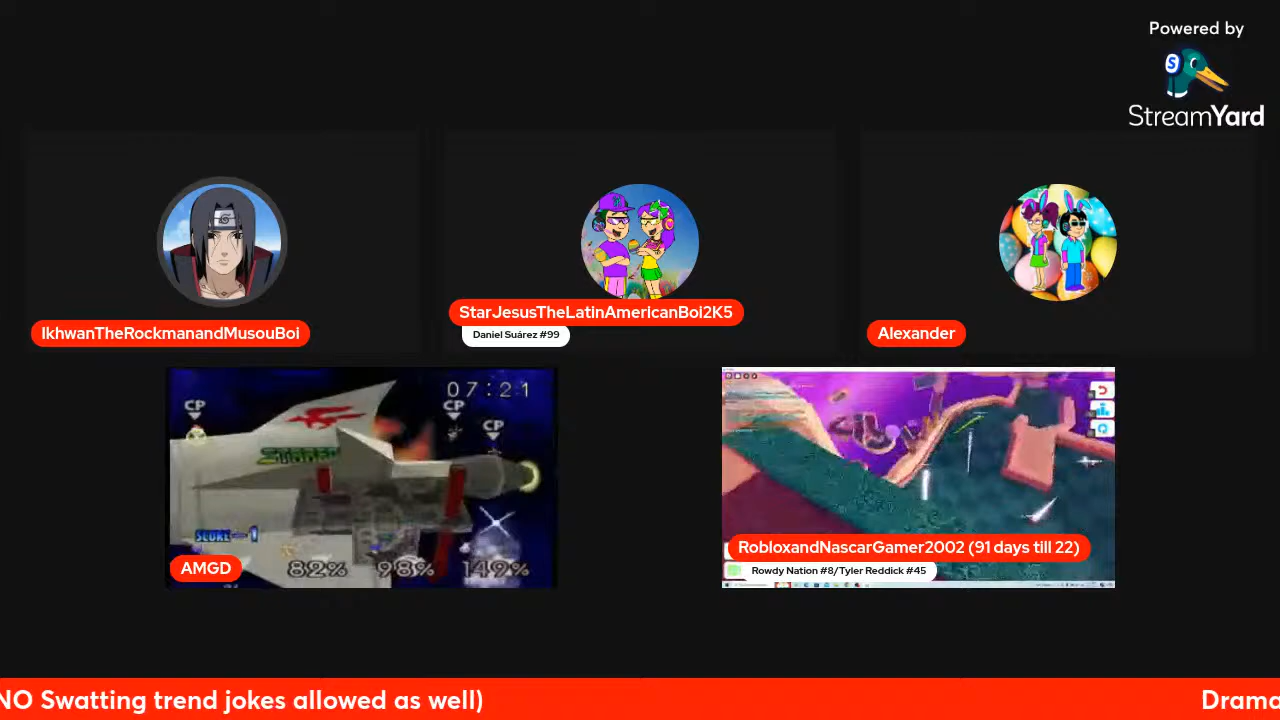 Powered by
StreamYard
IkhwanTheRockmanandMusouBoi
StarJesusTheLatinAmericanBoi2K5
Daniel Suárez #99
Alexander
07:21
CP
CP
CP
82% 98% 149%
AMGD
RobloxandNascarGamer2002 (91 days till 22)
Rowdy Nation #8/Tyler Reddick #45
NO Swatting trend jokes allowed as well)
Drama